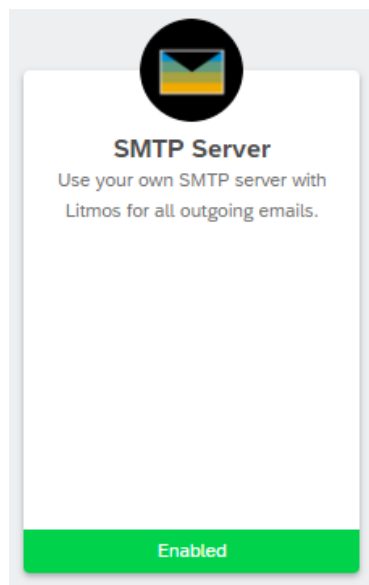 SMTP Server
Use your own SMTP server with
Litmos for all outgoing emails.
Enabled